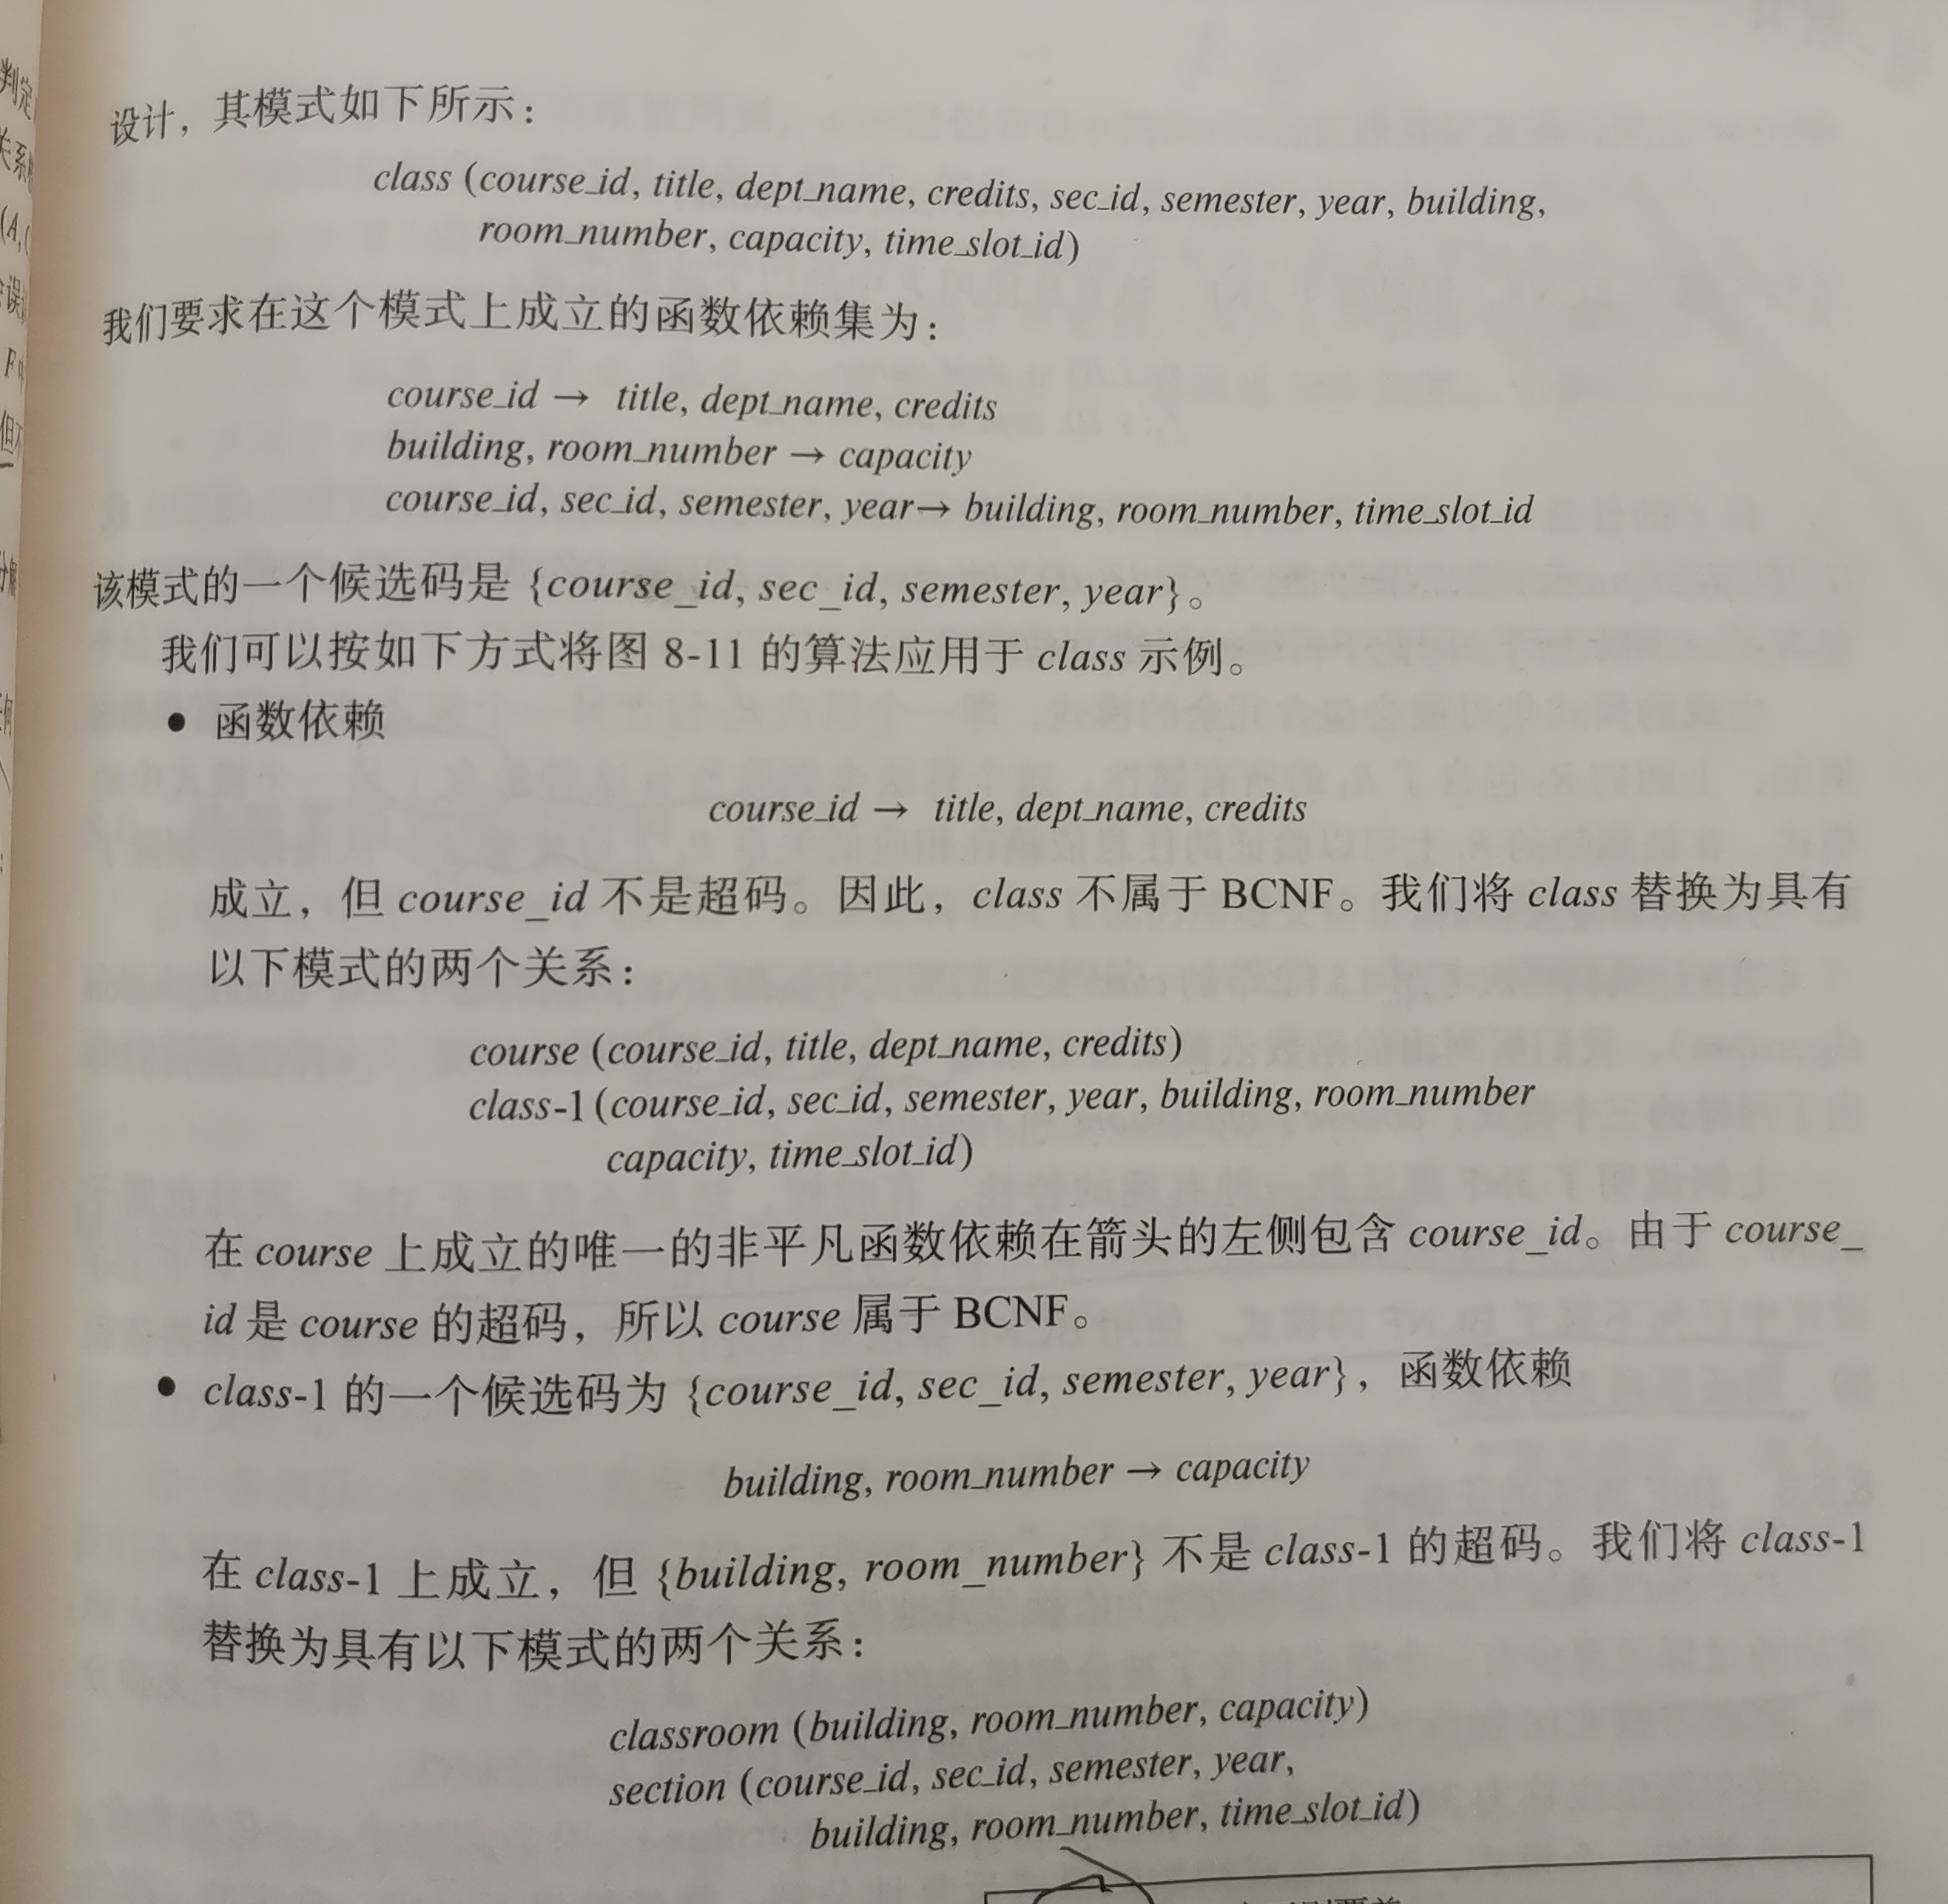 设计，其模式如下所示：
class (course_id, title, dept_name, credits, sec_id, semester, year, building,
room_number, capacity, time_slot_id)
我们要求在这个模式上成立的函数依赖集为：
course_id → title, dept_name, credits
building, room_number → capacity
course_id, sec_id, semester, year→ building, room_number, time_slot_id
该模式的一个候选码是 {course_id, sec_id, semester, year}。
我们可以按如下方式将图 8-11 的算法应用于 class 示例。
• 函数依赖
course_id → title, dept_name, credits
成立，但 course_id 不是超码。因此，class 不属于 BCNF。我们将 class 替换为具有
以下模式的两个关系：
course (course_id, title, dept_name, credits)
class-1 (course_id, sec_id, semester, year, building, room_number
capacity, time_slot_id)
在 course 上成立的唯一的非平凡函数依赖在箭头的左侧包含 course_id。由于 course_
id 是 course 的超码，所以 course 属于 BCNF。
• class-1 的一个候选码为 {course_id, sec_id, semester, year}，函数依赖
building, room_number → capacity
在 class-1 上成立，但 {building, room_number} 不是 class-1 的超码。我们将 class-1
替换为具有以下模式的两个关系：
classroom (building, room_number, capacity)
section (course_id, sec_id, semester, year,
building, room_number, time_slot_id)